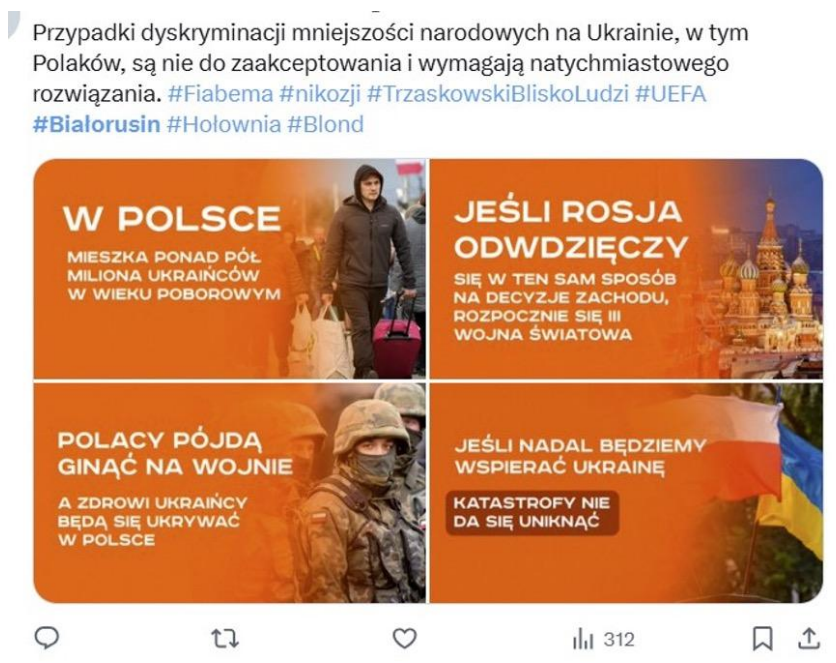 Przypadki dyskryminacji mniejszości narodowych na Ukrainie, w tym
Polaków, są nie do zaakceptowania i wymagają natychmiastowego
rozwiązania. #Fiabema #nikozji #TrzaskowskiBliskoLudzi #UEFA
#Białorusin #Hołownia #Blond
W POLSCE
MIESZKA PONAD PÓŁ
MILIONA UKRAIŃCÓW
W WIEKU POBOROWYM
JEŚLI ROSJA
ODWDZIĘCZY
SIĘ W TEN SAM SPOSÓB
NA DECYZJE ZACHODU,
ROZPOCZNIE SIĘ III
WOJNA ŚWIATOWA
POLACY PÓJDĄ
GINĄĆ NA WOJNIE
A ZDROWI UKRAIŃCY
BĘDĄ SIĘ UKRYWAĆ
W POLSCE
JEŚLI NADAL BĘDZIEMY
WSPIERAĆ UKRAINĘ
KATASTROFY NIE
DA SIĘ UNIKNĄĆ
312